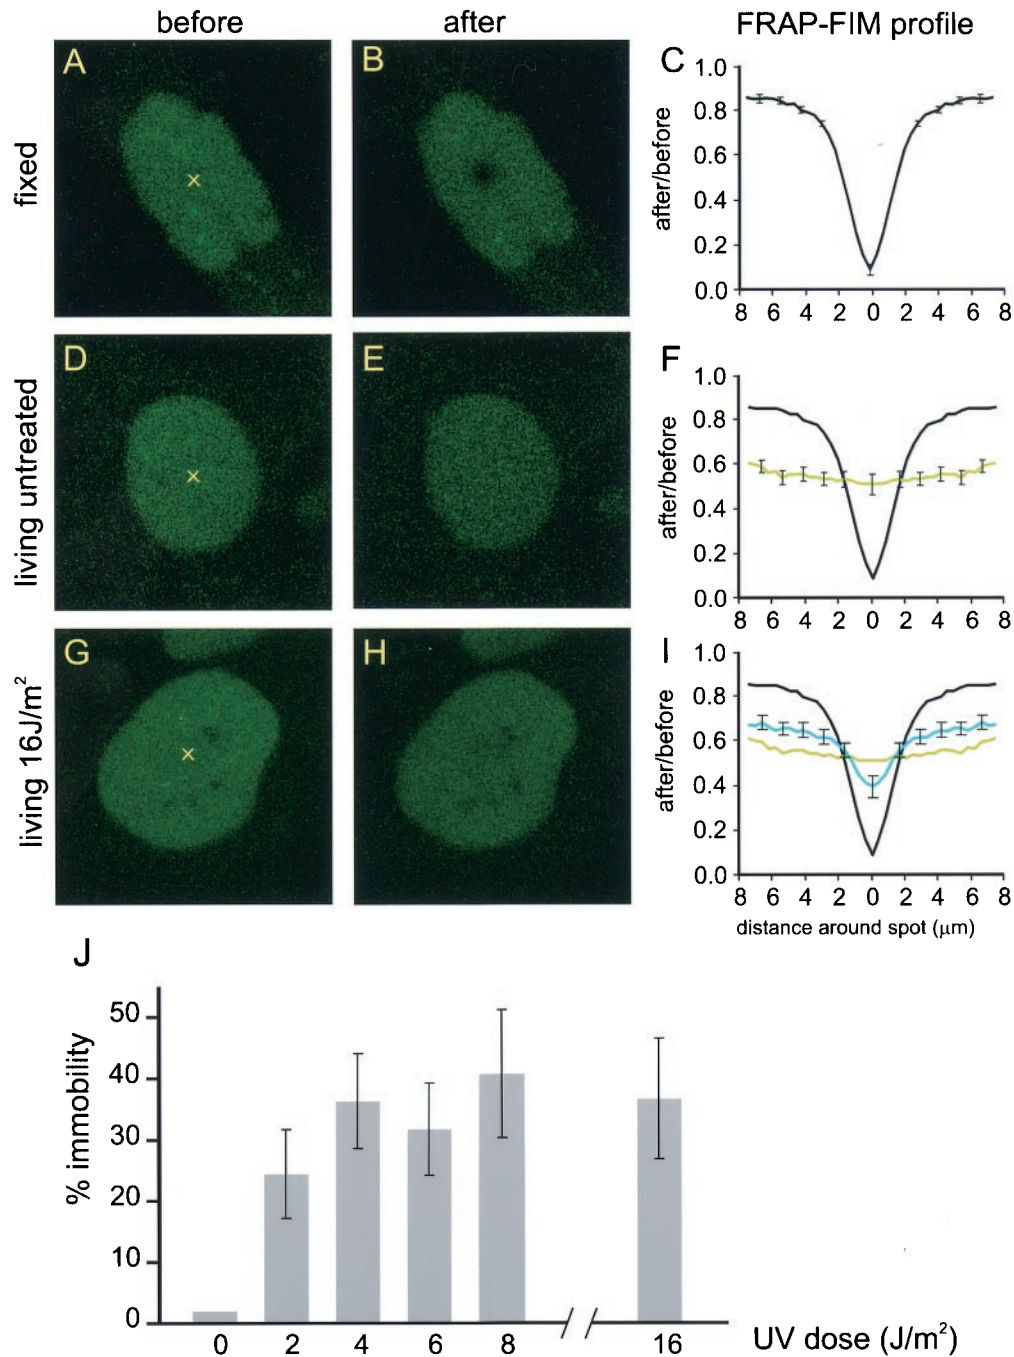 before
after
FRAP-FIM profile
fixed
A
×
B
C
after/before
1.0
0.8
0.6
0.4
0.2
0.0
8 6 4 2 0 2 4 6 8
living untreated
D
×
E
F
after/before
1.0
0.8
0.6
0.4
0.2
0.0
8 6 4 2 0 2 4 6 8
living 16J/m²
G
×
H
I
after/before
1.0
0.8
0.6
0.4
0.2
0.0
8 6 4 2 0 2 4 6 8
distance around spot (µm)
J
% immobility
50
40
30
20
10
0
0 2 4 6 8 16
UV dose (J/m²)